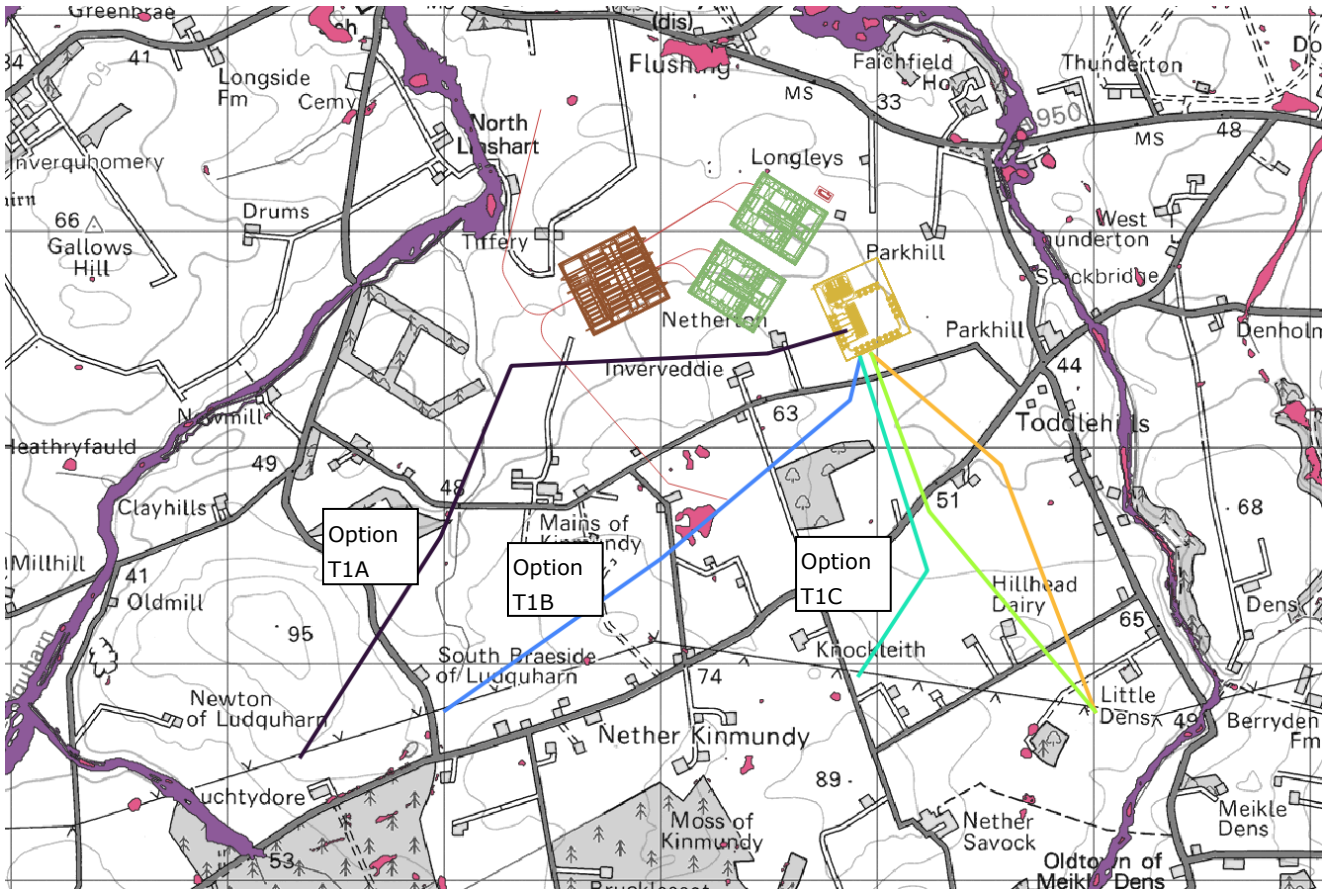 Greenbrae
(dis)
41
Longside
Fm
Cemy
Flushing
MS
Faichfield
Ho
33
Thunderton
A950
MS
48
North
Linshart
Longleys
Inverquhomery
66
Gallows
Hill
Drums
Tiffery
Parkhill
West
Thunderton
Stockbridge
Netherton
Parkhill
Denholm
44
Inverveddie
63
Toddlehills
Newmill
Heathryfauld
49
48
51
68
Clayhills
Mains of
Kinmundy
Option
T1A
Option
T1B
Option
T1C
Millhill
41
Oldmill
Hillhead
Dairy
Dens
65
95
Knockleith
South Braeside
of Ludquharn
74
Newton
of Ludquharn
Little
Dens
49
Berryden
Fm
Nether Kinmundy
89
uchtydore
Moss of
Kinmundy
Nether
Savock
Meikle
Dens
53
Oldtown of
Meikle Dens